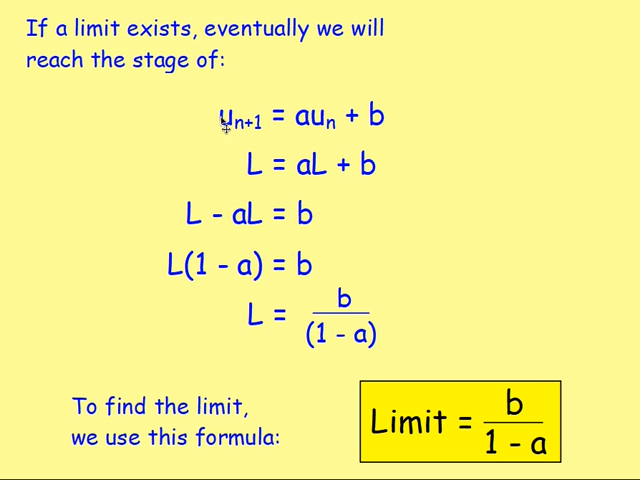 If a limit exists, eventually we will
reach the stage of:
uₙ₊₁ = auₙ + b
L = aL + b
L - aL = b
L(1 - a) = b
L = b/(1 - a)
To find the limit,
we use this formula:
Limit = b/1 - a